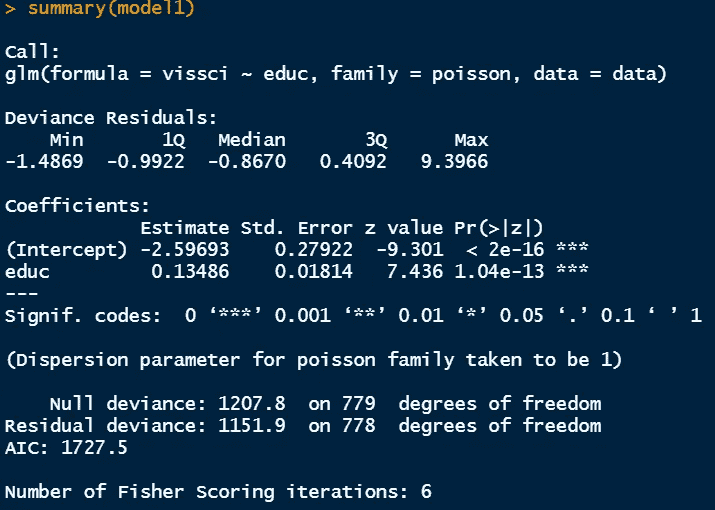 > summary(model1)
Call:
glm(formula = vissci ~ educ, family = poisson, data = data)
Deviance Residuals:
    Min       1Q   Median       3Q      Max
-1.4869  -0.9922  -0.8670   0.4092   9.3966
Coefficients:
            Estimate Std. Error z value Pr(>|z|)
(Intercept) -2.59693    0.27922  -9.301  < 2e-16 ***
educ         0.13486    0.01814   7.436 1.04e-13 ***
---
Signif. codes:  0 ‘***’ 0.001 ‘**’ 0.01 ‘*’ 0.05 ‘.’ 0.1 ‘ ’ 1
(Dispersion parameter for poisson family taken to be 1)
    Null deviance: 1207.8  on 779  degrees of freedom
Residual deviance: 1151.9  on 778  degrees of freedom
AIC: 1727.5
Number of Fisher Scoring iterations: 6